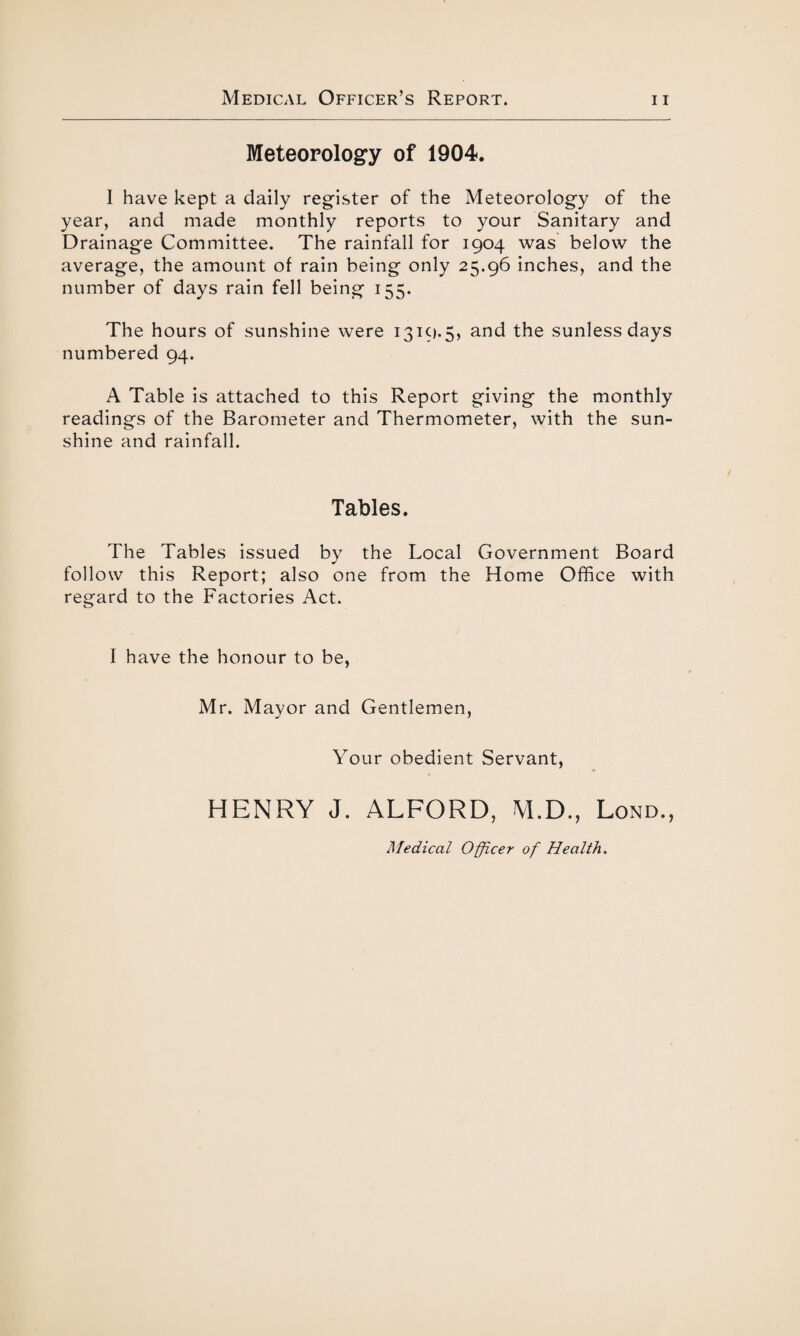 Medical Officer's Report. 11
Meteorology of 1904.
I have kept a daily register of the Meteorology of the
year, and made monthly reports to your Sanitary and
Drainage Committee. The rainfall for 1904 was below the
average, the amount of rain being only 25.96 inches, and the
number of days rain fell being 155.
The hours of sunshine were 1319.5, and the sunless days
numbered 94.
A Table is attached to this Report giving the monthly
readings of the Barometer and Thermometer, with the sun-
shine and rainfall.
Tables.
The Tables issued by the Local Government Board
follow this Report; also one from the Home Office with
regard to the Factories Act.
I have the honour to be,
Mr. Mayor and Gentlemen,
Your obedient Servant,
HENRY J. ALFORD, M.D., Lond.,
Medical Officer of Health.